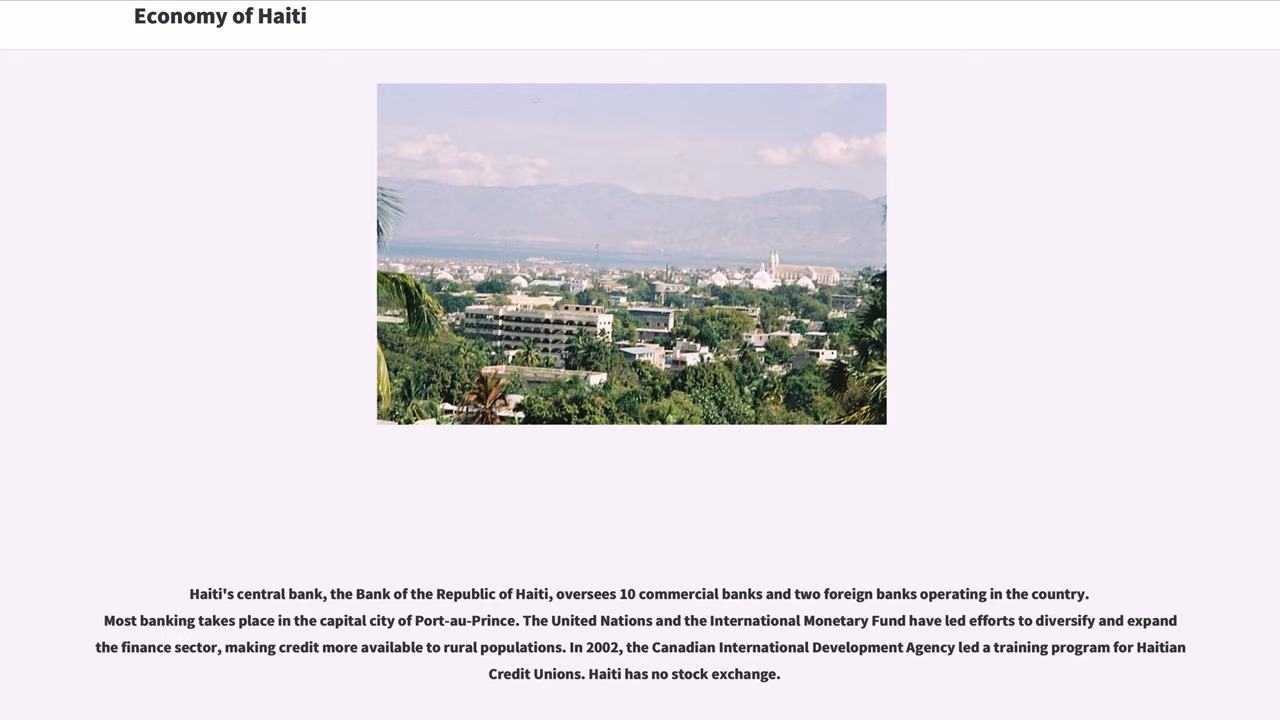 Economy of Haiti
Haiti's central bank, the Bank of the Republic of Haiti, oversees 10 commercial banks and two foreign banks operating in the country.
Most banking takes place in the capital city of Port-au-Prince. The United Nations and the International Monetary Fund have led efforts to diversify and expand
the finance sector, making credit more available to rural populations. In 2002, the Canadian International Development Agency led a training program for Haitian
Credit Unions. Haiti has no stock exchange.